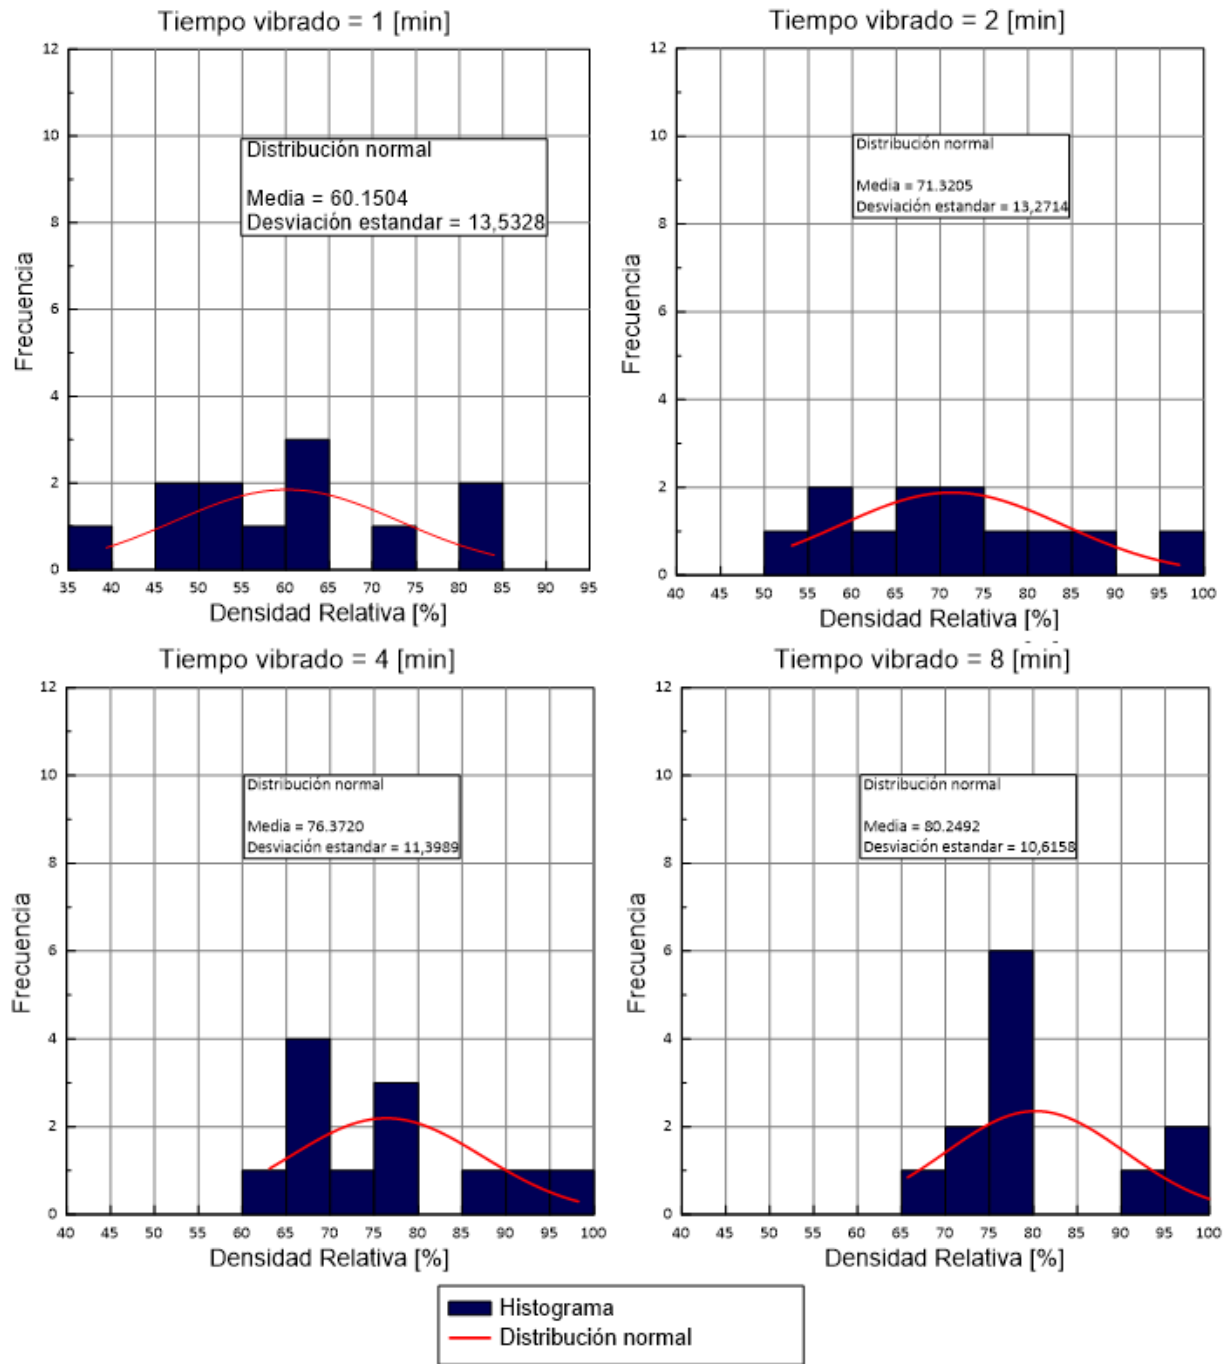 Tiempo vibrado = 1 [min]
12
10
8
6
4
2
0
Frecuencia
Distribución normal
Media = 60.1504
Desviación estandar = 13,5328
35 40 45 50 55 60 65 70 75 80 85 90 95
Densidad Relativa [%]
Tiempo vibrado = 2 [min]
12
10
8
6
4
2
0
Frecuencia
Distribución normal
Media = 71.3205
Desviación estandar = 13,2714
40 45 50 55 60 65 70 75 80 85 90 95 100
Densidad Relativa [%]
Tiempo vibrado = 4 [min]
12
10
8
6
4
2
0
Frecuencia
Distribución normal
Media = 76.3720
Desviación estandar = 11,3989
40 45 50 55 60 65 70 75 80 85 90 95 100
Densidad Relativa [%]
Tiempo vibrado = 8 [min]
12
10
8
6
4
2
0
Frecuencia
Distribución normal
Media = 80.2492
Desviación estandar = 10,6158
40 45 50 55 60 65 70 75 80 85 90 95 100
Densidad Relativa [%]
Histograma
Distribución normal